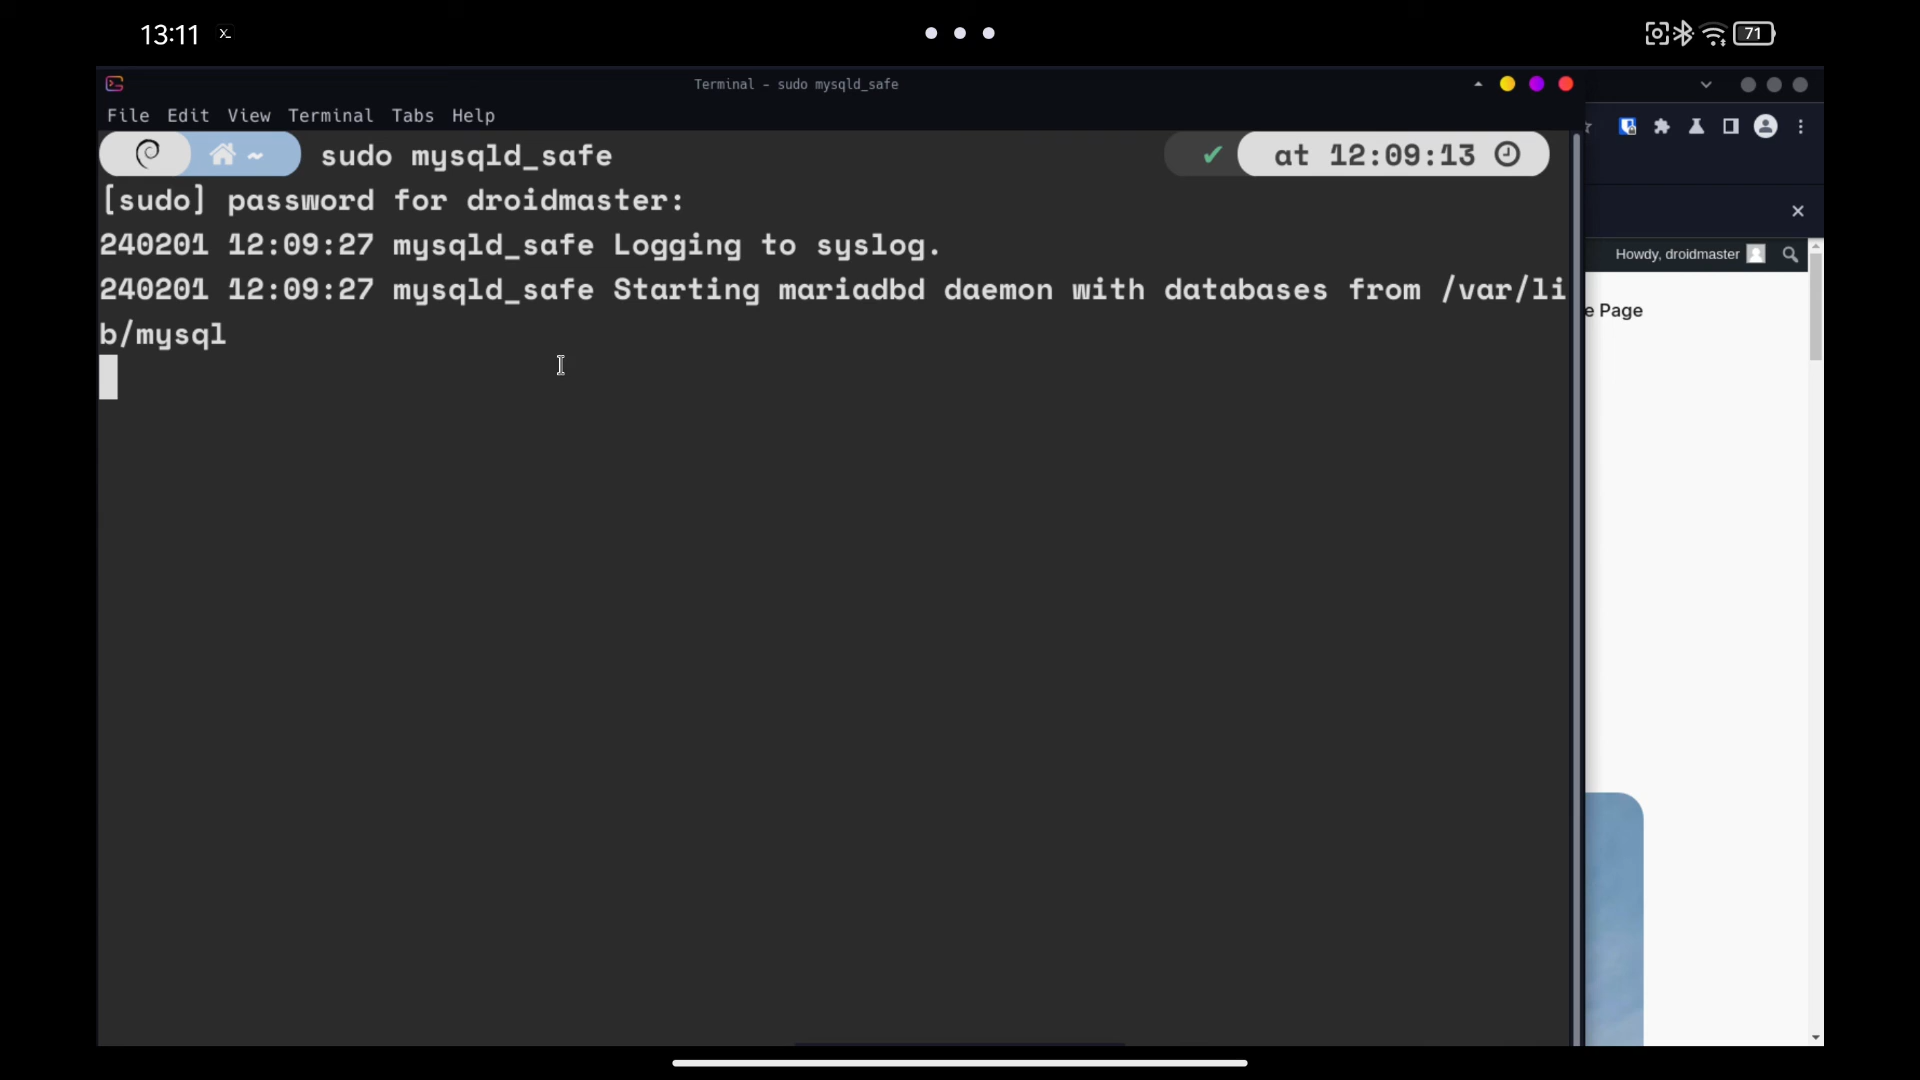 13:11
71
Terminal - sudo mysqld_safe
File Edit View Terminal Tabs Help
~ sudo mysqld_safe ✔ at 12:09:13
[sudo] password for droidmaster:
240201 12:09:27 mysqld_safe Logging to syslog.
240201 12:09:27 mysqld_safe Starting mariadbd daemon with databases from /var/li
b/mysql
Howdy, droidmaster
e Page